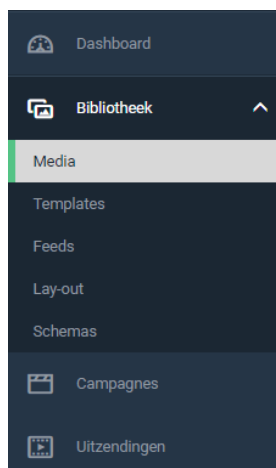 Dashboard
Bibliotheek
Media
Templates
Feeds
Lay-out
Schemas
Campagnes
Uitzendingen